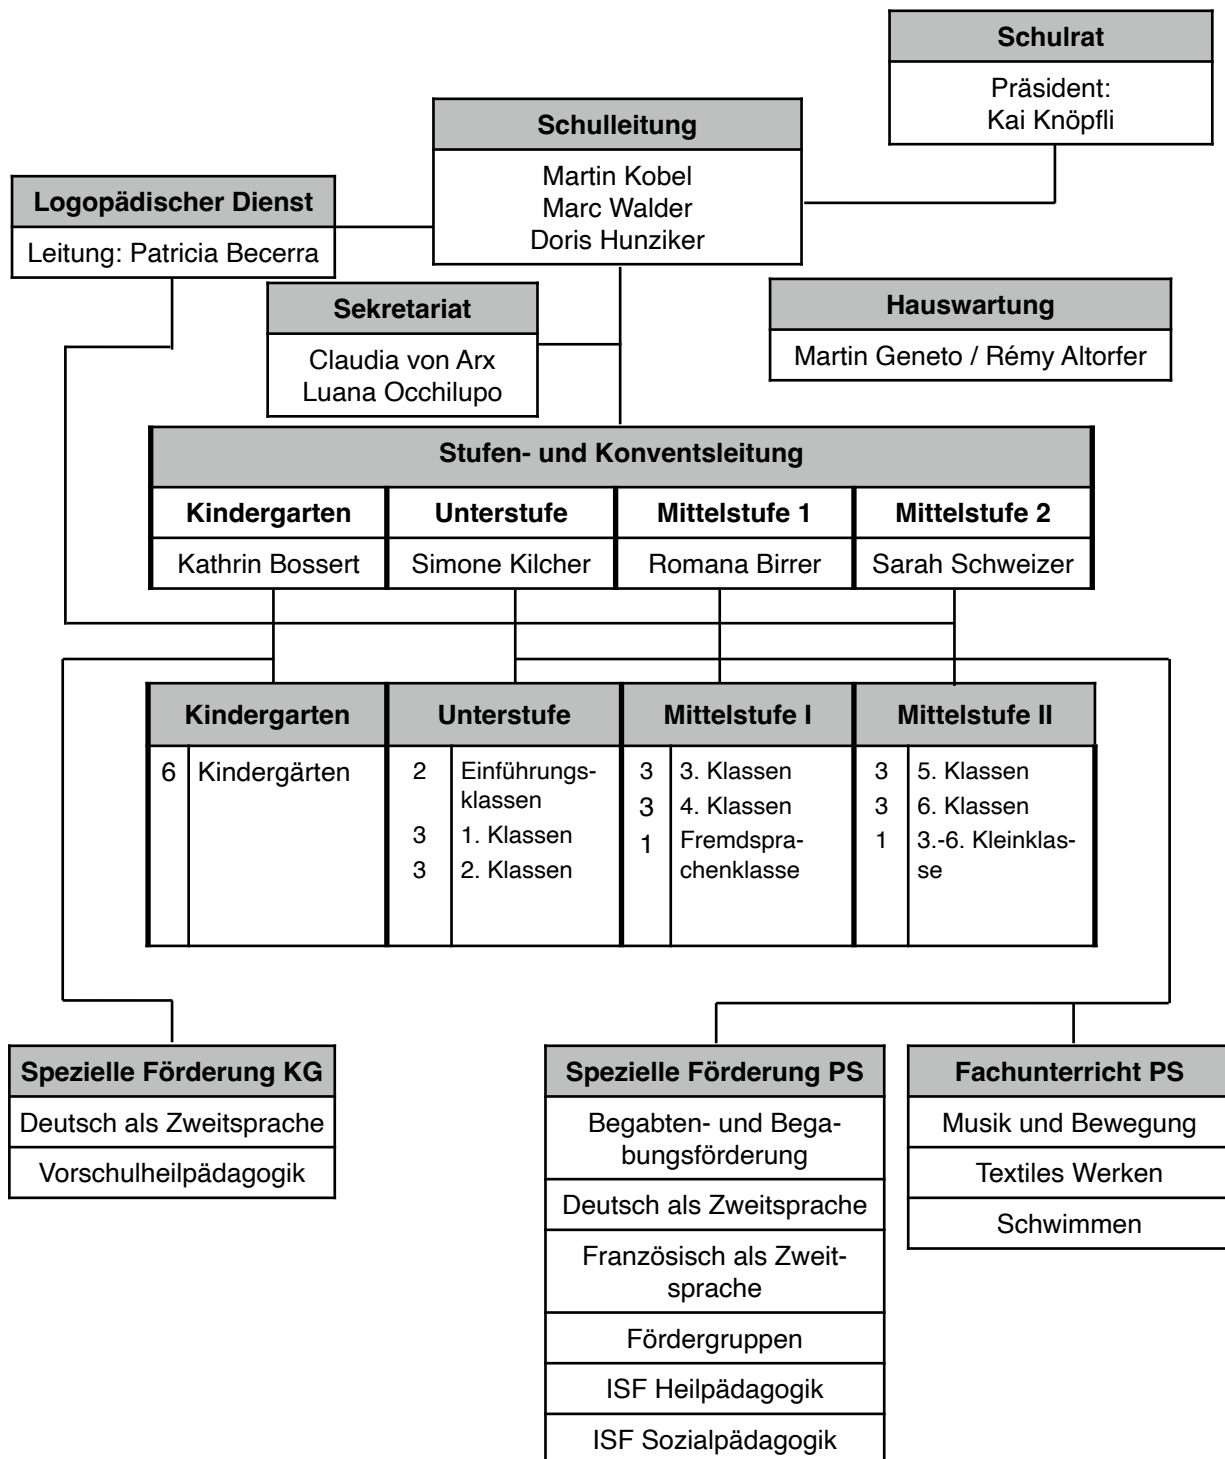 Schulrat
Präsident:
Kai Knöpfli
Schulleitung
Martin Kobel
Marc Walder
Doris Hunziker
Logopädischer Dienst
Leitung: Patricia Becerra
Sekretariat
Claudia von Arx
Luana Occhilupo
Hauswartung
Martin Geneto / Rémy Altorfer
Stufen- und Konventsleitung
Kindergarten Unterstufe Mittelstufe 1 Mittelstufe 2
Kathrin Bossert Simone Kilcher Romana Birrer Sarah Schweizer
Kindergarten Unterstufe Mittelstufe I Mittelstufe II
6 Kindergärten
2 Einführungs-
klassen
3 1. Klassen
3 2. Klassen
3 3. Klassen
3 4. Klassen
1 Fremdspra-
chenklasse
3 5. Klassen
3 6. Klassen
1 3.-6. Kleinklas-
se
Spezielle Förderung KG
Deutsch als Zweitsprache
Vorschulheilpädagogik
Spezielle Förderung PS
Begabten- und Bega-
bungsförderung
Deutsch als Zweitsprache
Französisch als Zweit-
sprache
Fördergruppen
ISF Heilpädagogik
ISF Sozialpädagogik
Fachunterricht PS
Musik und Bewegung
Textiles Werken
Schwimmen